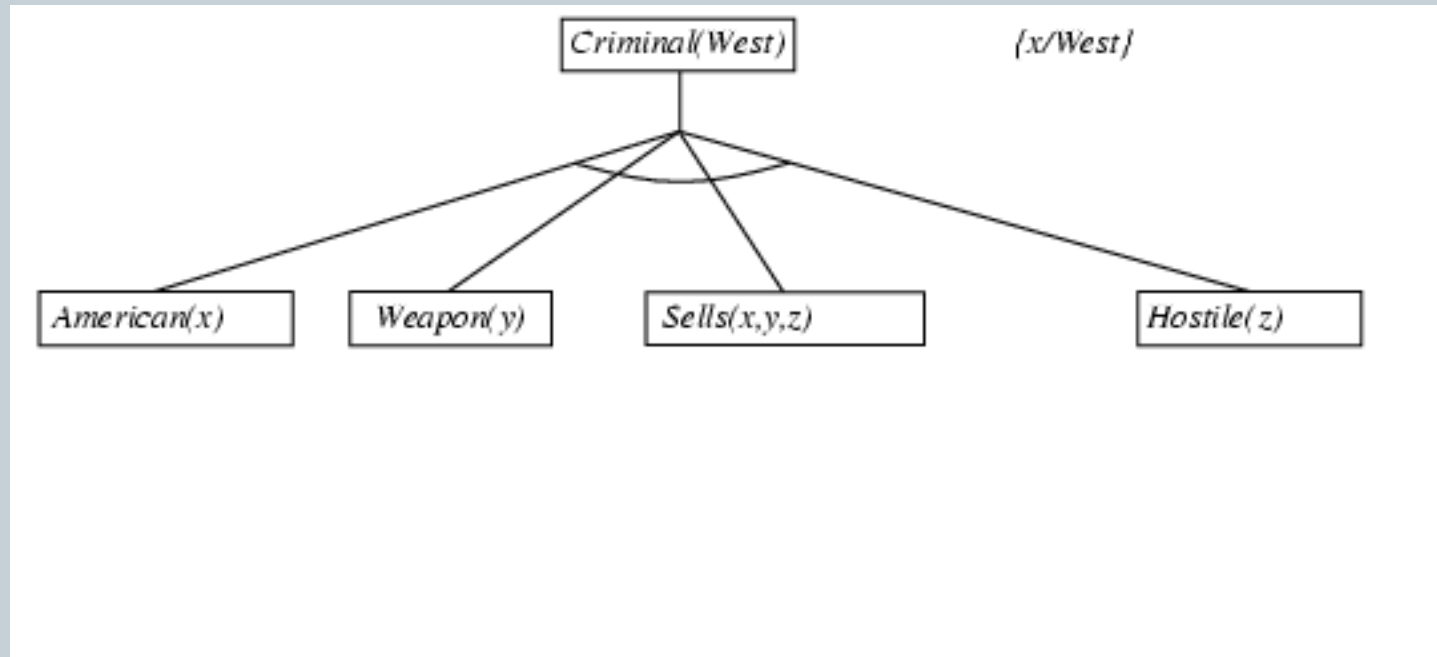 Criminal(West) {x/West}
American(x) Weapon(y) Sells(x,y,z) Hostile(z)